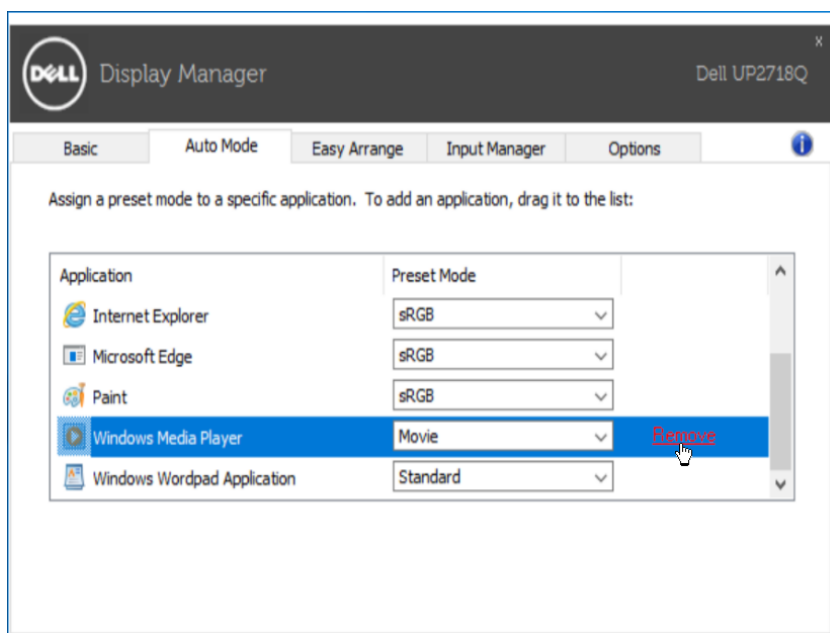 DELL Display Manager Dell UP2718Q x
Basic Auto Mode Easy Arrange Input Manager Options i
Assign a preset mode to a specific application. To add an application, drag it to the list:
Application Preset Mode
Internet Explorer sRGB
Microsoft Edge sRGB
Paint sRGB
Windows Media Player Movie Remove
Windows Wordpad Application Standard